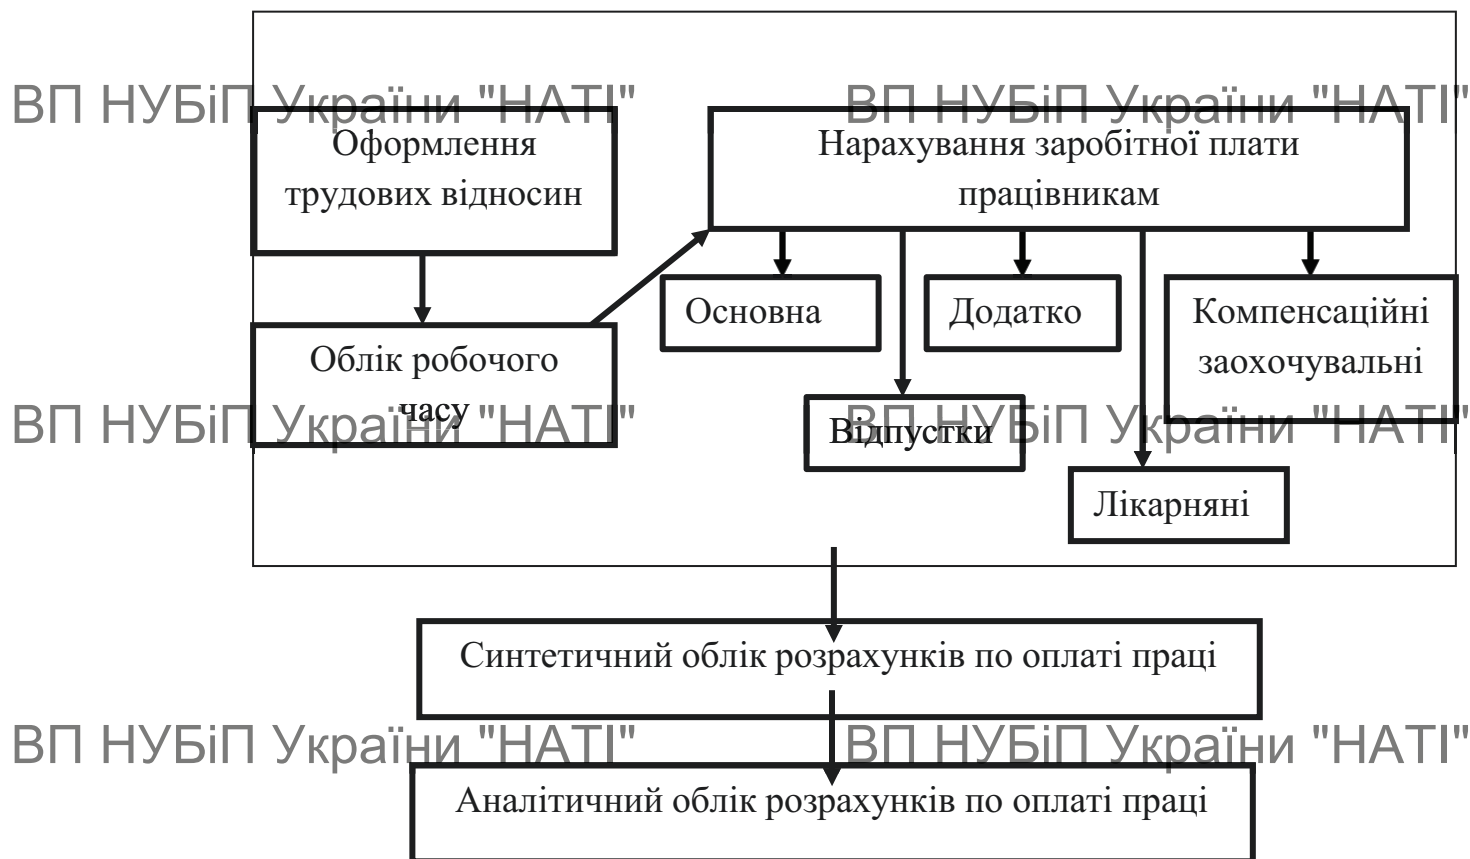 ВП НУБіП України "НАТІ"
ВП НУБіП України "НАТІ"
Оформлення
трудових відносин
Нарахування заробітної плати
працівникам
Основна
Додатко
Компенсаційні
заохочувальні
Облік робочого
часу
ВП НУБіП України "НАТІ"
ВП НУБіП України "НАТІ"
Відпустки
Лікарняні
Синтетичний облік розрахунків по оплаті праці
ВП НУБіП України "НАТІ"
ВП НУБіП України "НАТІ"
Аналітичний облік розрахунків по оплаті праці